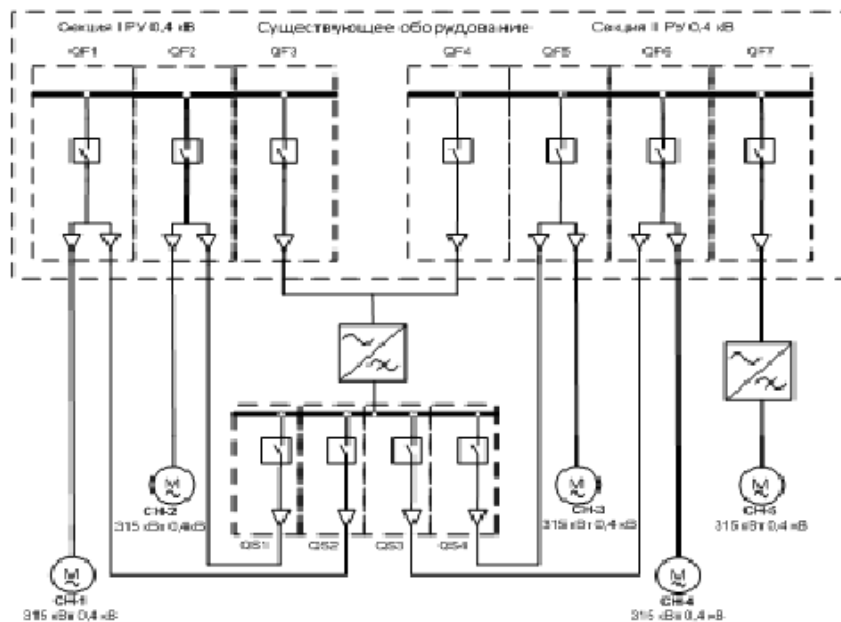 Секция I РУ 0,4 кВ Существующее оборудование Секция II РУ 0,4 кВ
QF1 QF2 QF3 QF4 QF5 QF6 QF7
M
СН-2
315 кВт 0,4кВ
M
СН-3
315 кВт 0,4 кВ
M
СН-5
315 кВт 0,4 кВ
QS1 QS2 QS3 QS4
M
СН-1
315 кВт 0,4 кВ
M
СН-4
315 кВт 0,4 кВ